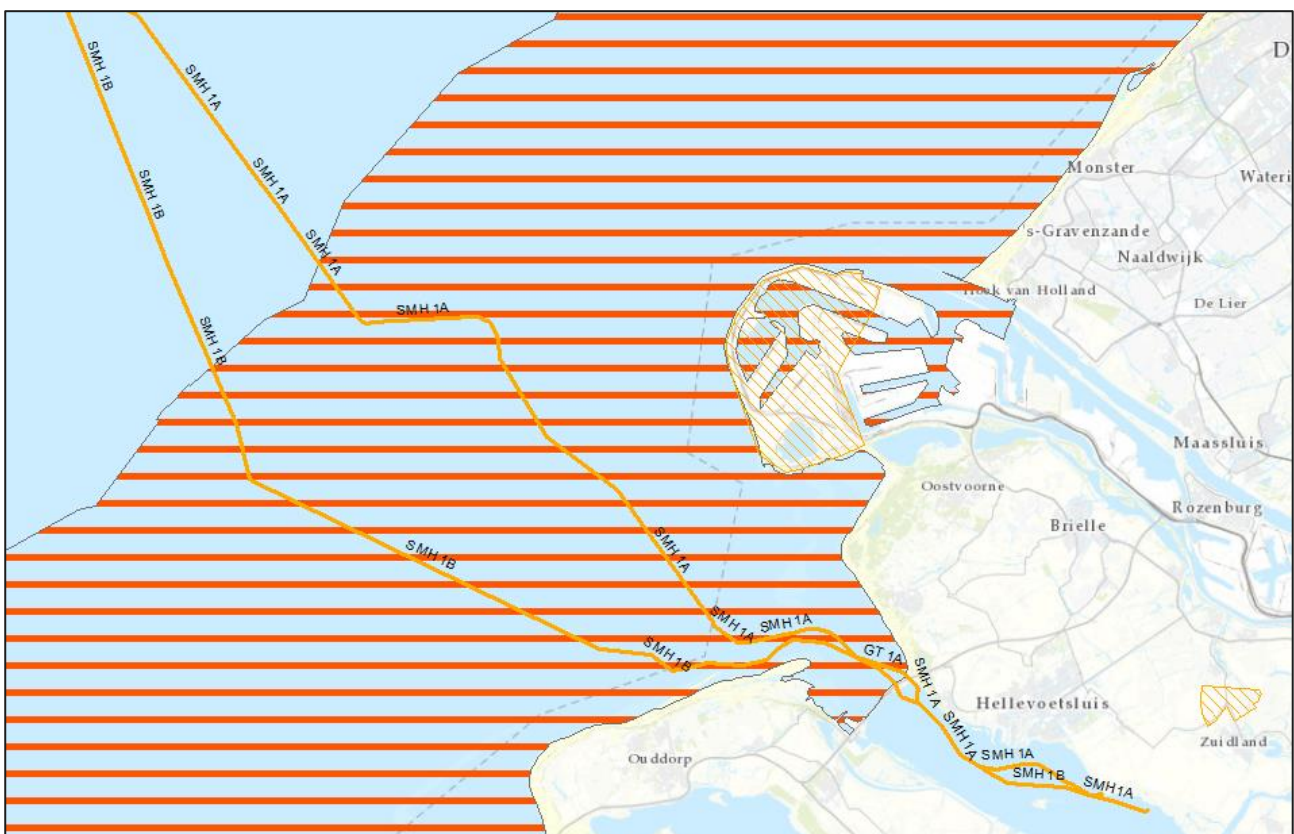 SMH 1B
SMH 1A
D
SMH 1A
Monster
Wateri
SMH 1B
SMH 1A
's-Gravenzande
Naaldwijk
Hoek van Holland
De Lier
SMH 1A
SMH 1B
Maassluis
Oostvoorne
Rozenburg
Brielle
SMH 1B
SMH 1A
SMH 1A
SMH 1A
SMH 1B
GT 1A
SMH 1A
Hellevoetsluis
SMH 1A
Zuidland
Ouddorp
SMH 1A
SMH 1B
SMH 1A